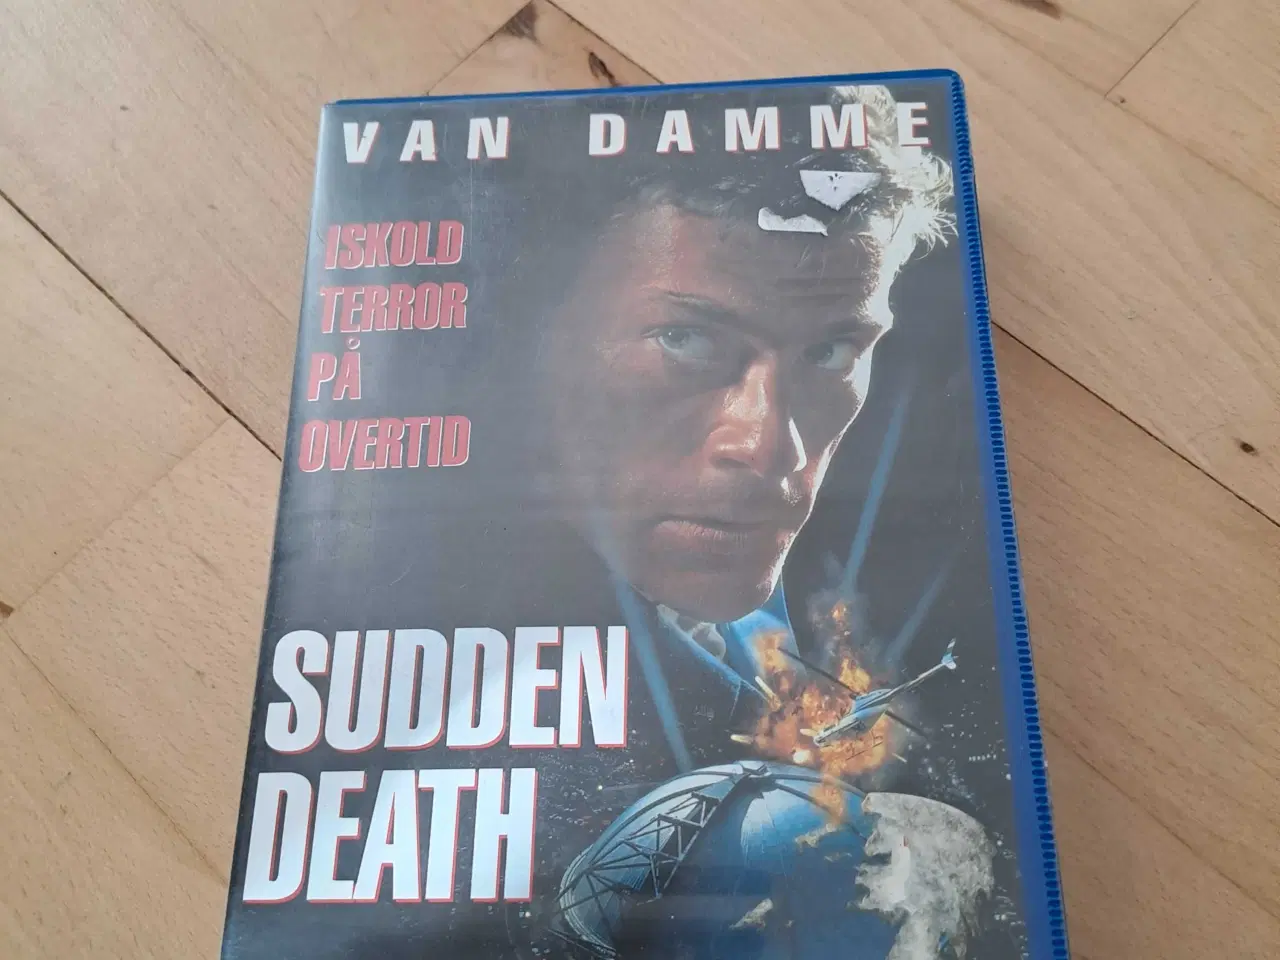 VAN DAMME
ISKOLD
TERROR
PÅ
OVERTID
SUDDEN
DEATH